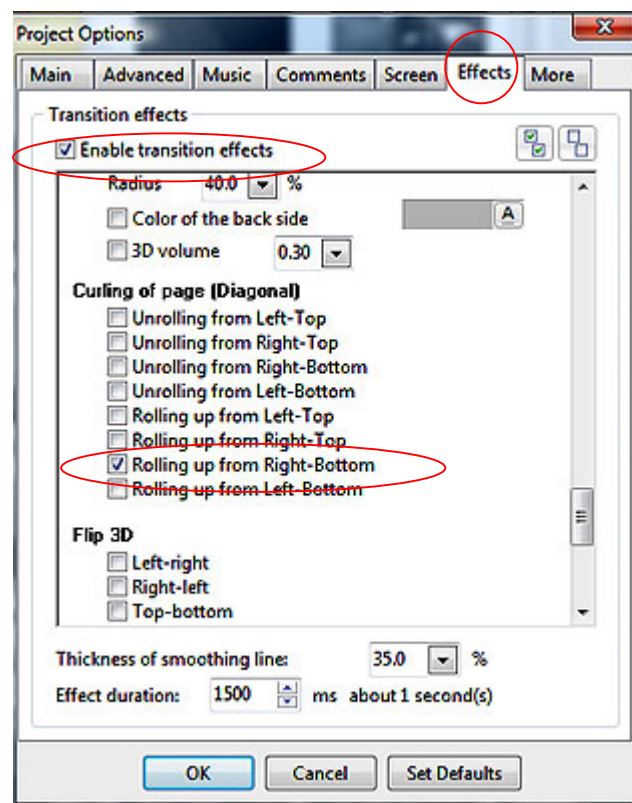 Project Options
Main Advanced Music Comments Screen Effects More
Transition effects
Enable transition effects
Radius 40.0 %
Color of the back side A
3D volume 0.30
Curling of page (Diagonal)
Unrolling from Left-Top
Unrolling from Right-Top
Unrolling from Right-Bottom
Unrolling from Left-Bottom
Rolling up from Left-Top
Rolling up from Right-Top
Rolling up from Right-Bottom
Rolling up from Left-Bottom
Flip 3D
Left-right
Right-left
Top-bottom
Thickness of smoothing line: 35.0 %
Effect duration: 1500 ms about 1 second(s)
OK Cancel Set Defaults